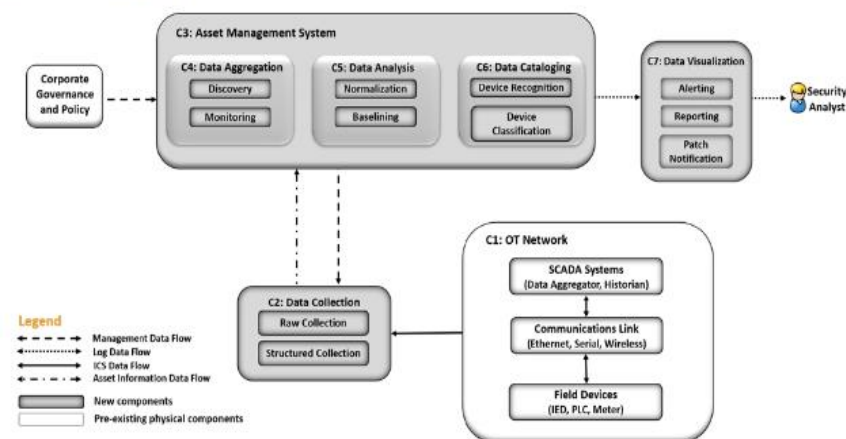 C3: Asset Management System
Corporate
Governance
and Policy
C4: Data Aggregation
Discovery
Monitoring
C5: Data Analysis
Normalization
Baselining
C6: Data Cataloging
Device Recognition
Device
Classification
C7: Data Visualization
Alerting
Reporting
Patch
Notification
Security
Analyst
C1: OT Network
SCADA Systems
(Data Aggregator, Historian)
Communications Link
(Ethernet, Serial, Wireless)
Field Devices
(IED, PLC, Meter)
C2: Data Collection
Raw Collection
Structured Collection
Legend
Management Data Flow
Log Data Flow
ICS Data Flow
Asset Information Data Flow
New components
Pre-existing physical components